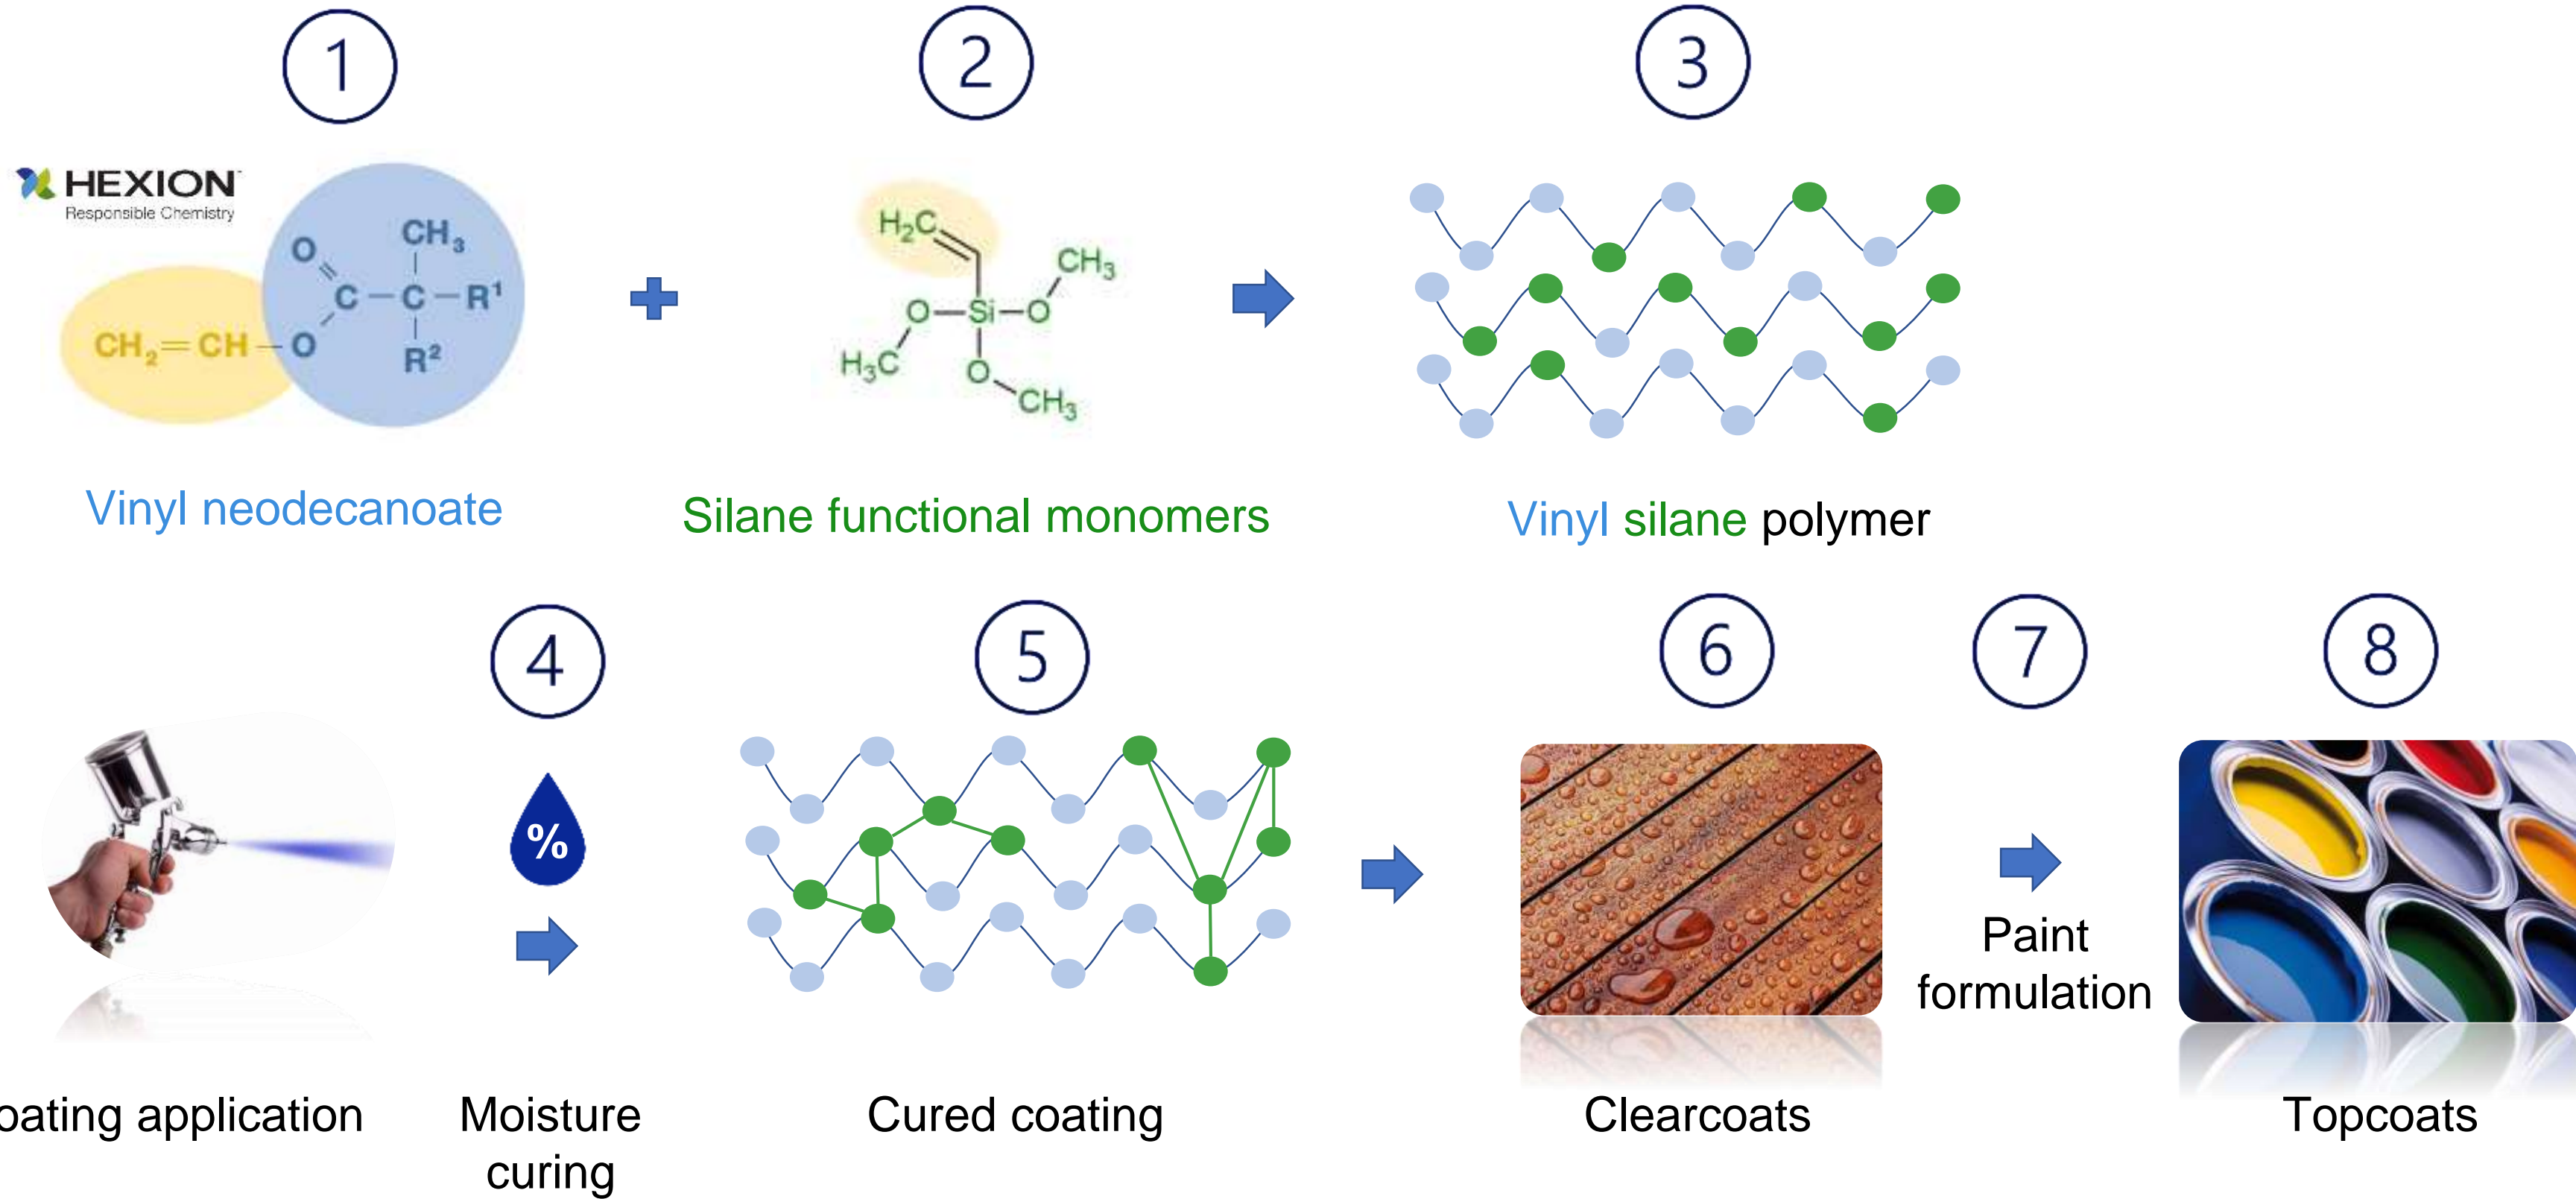 1
2
3
HEXION
Responsible Chemistry
O
CH₃
C
C
R¹
CH₂=CH
O
R²
H₂C
CH₃
O
Si
O
H₃C
O
CH₃
Vinyl neodecanoate
Silane functional monomers
Vinyl silane polymer
4
5
6
7
8
%
Paint
formulation
oating application
Moisture
curing
Cured coating
Clearcoats
Topcoats